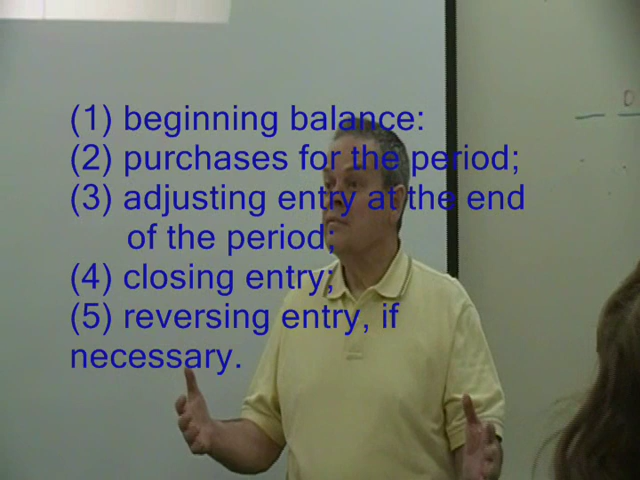 (1) beginning balance:
(2) purchases for the period;
(3) adjusting entry at the end
of the period;
(4) closing entry;
(5) reversing entry, if
necessary.